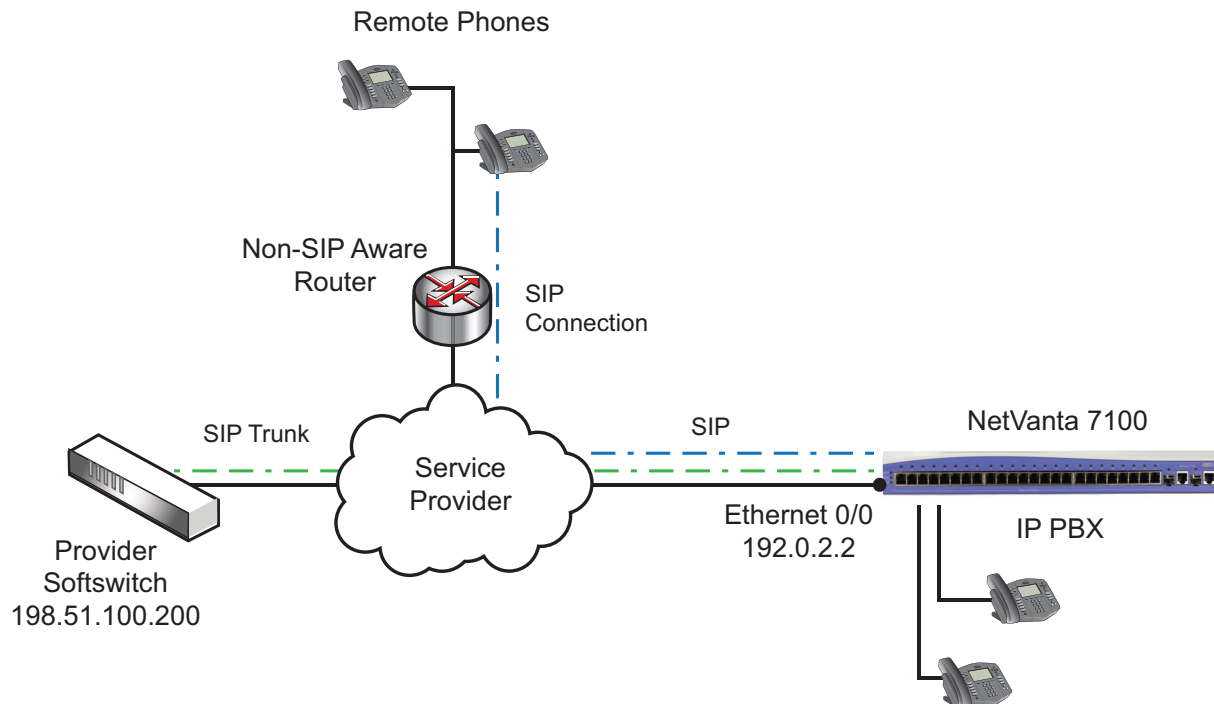 Remote Phones
Non-SIP Aware
Router
SIP
Connection
SIP Trunk
Service
Provider
SIP
NetVanta 7100
Ethernet 0/0
192.0.2.2
IP PBX
Provider
Softswitch
198.51.100.200